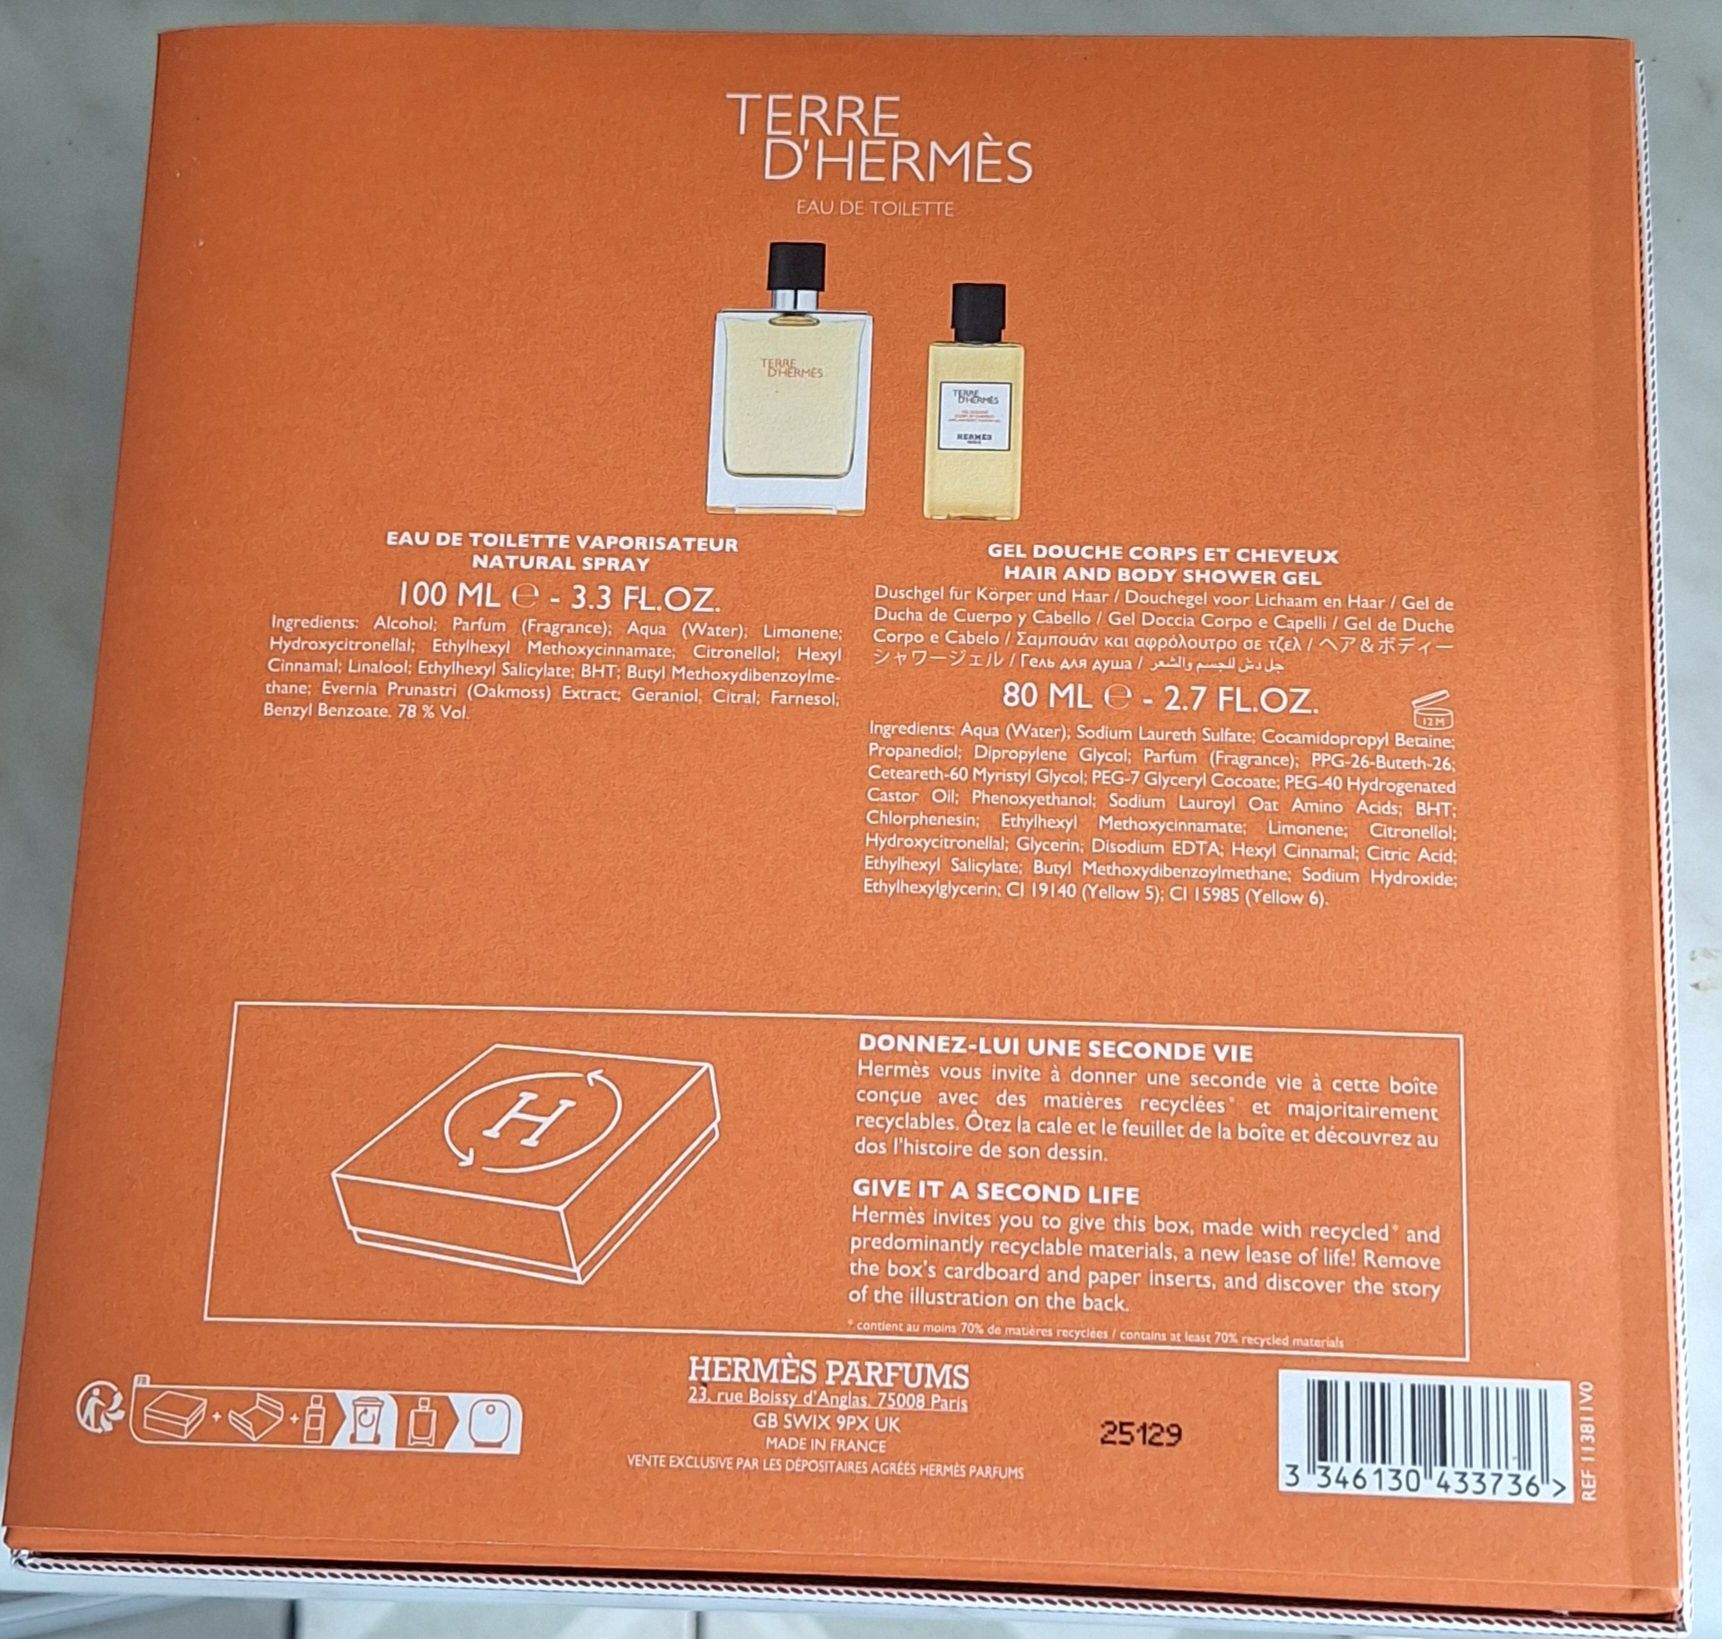 TERRE
D'HERMÈS
EAU DE TOILETTE
TERRE
D'HERMÈS
TERRE
D'HERMÈS
HERMES
EAU DE TOILETTE VAPORISATEUR
NATURAL SPRAY
100 ML ℮ - 3.3 FL.OZ.
Ingredients: Alcohol; Parfum (Fragrance); Aqua (Water); Limonene;
Hydroxycitronellal; Ethylhexyl Methoxycinnamate; Citronellol; Hexyl
Cinnamal; Linalool; Ethylhexyl Salicylate; BHT; Butyl Methoxydibenzoylme-
thane; Evernia Prunastri (Oakmoss) Extract; Geraniol; Citral; Farnesol;
Benzyl Benzoate. 78 % Vol.
GEL DOUCHE CORPS ET CHEVEUX
HAIR AND BODY SHOWER GEL
Duschgel für Körper und Haar / Douchegel voor Lichaam en Haar / Gel de
Ducha de Cuerpo y Cabello / Gel Doccia Corpo e Capelli / Gel de Duche
Corpo e Cabelo / Σαμπουάν και αφρόλουτρο σε τζελ / ヘア＆ボディー
シャワージェル / Гель для душа / جل دش للجسم والشعر
80 ML ℮ - 2.7 FL.OZ.
12M
Ingredients: Aqua (Water); Sodium Laureth Sulfate; Cocamidopropyl Betaine;
Propanediol; Dipropylene Glycol; Parfum (Fragrance); PPG-26-Buteth-26;
Ceteareth-60 Myristyl Glycol; PEG-7 Glyceryl Cocoate; PEG-40 Hydrogenated
Castor Oil; Phenoxyethanol; Sodium Lauroyl Oat Amino Acids; BHT;
Chlorphenesin; Ethylhexyl Methoxycinnamate; Limonene; Citronellol;
Hydroxycitronellal; Glycerin; Disodium EDTA; Hexyl Cinnamal; Citric Acid;
Ethylhexyl Salicylate; Butyl Methoxydibenzoylmethane; Sodium Hydroxide;
Ethylhexylglycerin; CI 19140 (Yellow 5); CI 15985 (Yellow 6).
H
DONNEZ-LUI UNE SECONDE VIE
Hermès vous invite à donner une seconde vie à cette boîte
conçue avec des matières recyclées* et majoritairement
recyclables. Ôtez la cale et le feuillet de la boîte et découvrez au
dos l'histoire de son dessin.
GIVE IT A SECOND LIFE
Hermès invites you to give this box, made with recycled* and
predominantly recyclable materials, a new lease of life! Remove
the box's cardboard and paper inserts, and discover the story
of the illustration on the back.
* contient au moins 70% de matières recyclées / contains at least 70% recycled materials
FR
HERMÈS PARFUMS
23, rue Boissy d'Anglas, 75008 Paris
GB SWIX 9PX UK
MADE IN FRANCE
VENTE EXCLUSIVE PAR LES DÉPOSITAIRES AGRÉÉS HERMÈS PARFUMS
25129
3 346130 433736 >
REF 113811V0